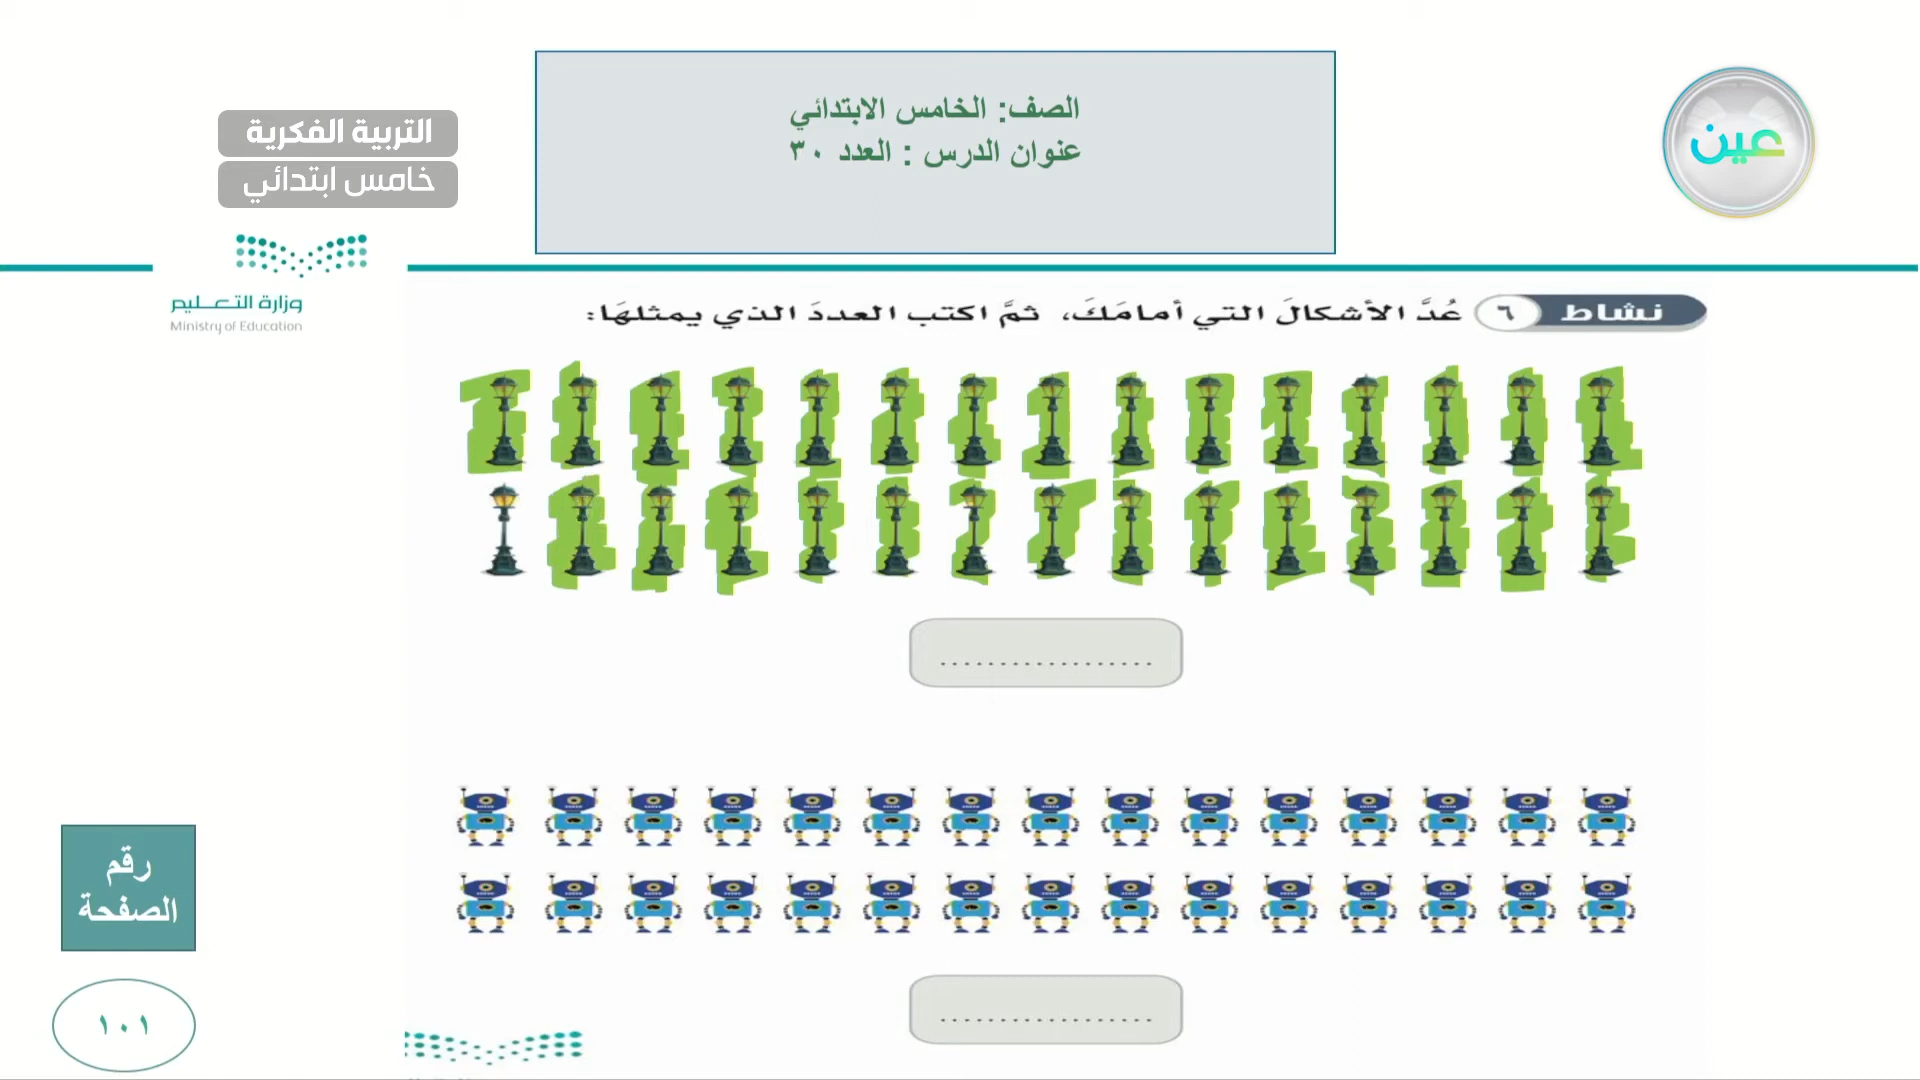 الصف: الخامس الابتدائي
عنوان الدرس : العدد ٣٠
عين
التربية الفكرية
خامس ابتدائي
وزارة التعليم
Ministry of Education
نشاط ٦ عُدَّ الأشكالَ التي أمامَكَ، ثمَّ اكتب العددَ الذي يمثلهَا:
رقم
الصفحة
١٠١